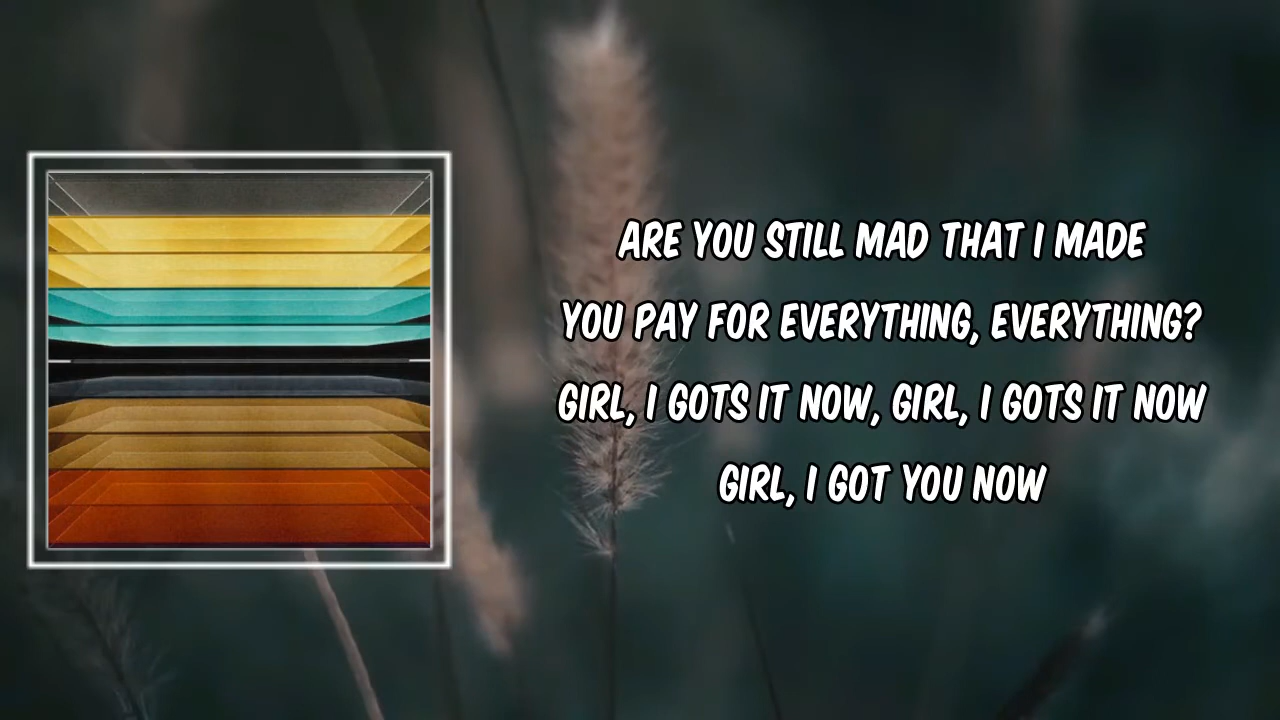 ARE YOU STILL MAD THAT I MADE
YOU PAY FOR EVERYTHING, EVERYTHING?
GIRL, I GOTS IT NOW, GIRL, I GOTS IT NOW
GIRL, I GOT YOU NOW